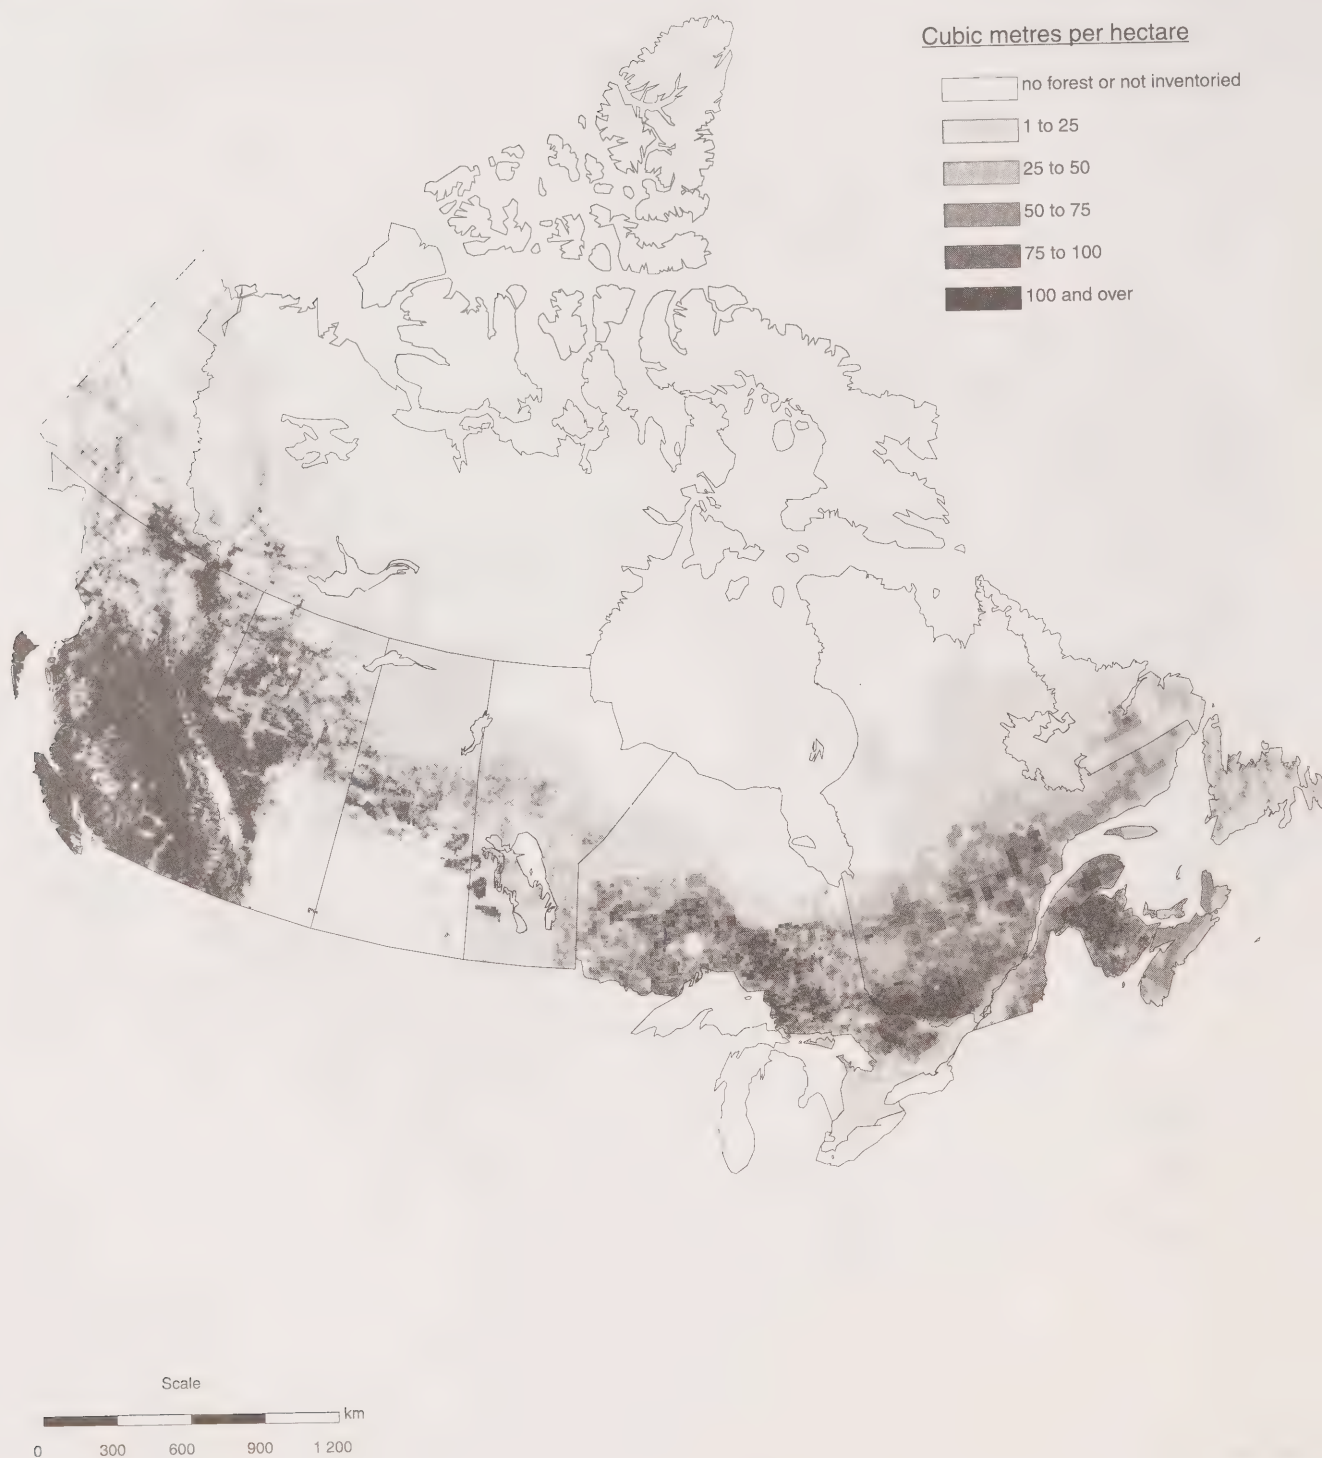 Cubic metres per hectare
no forest or not inventoried
1 to 25
25 to 50
50 to 75
75 to 100
100 and over
Scale
km
0 300 600 900 1 200